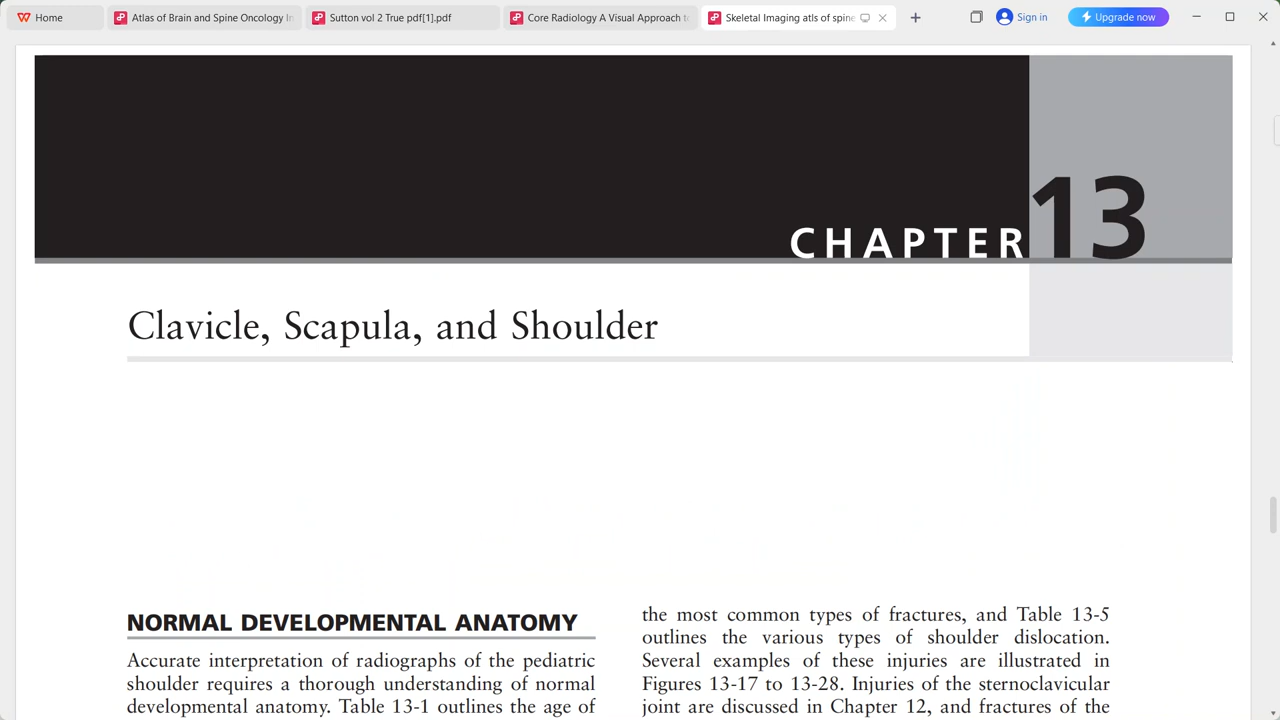 Home
Atlas of Brain and Spine Oncology In
Sutton vol 2 True pdf[1].pdf
Core Radiology A Visual Approach to
Skeletal Imaging atls of spine
Sign in
Upgrade now
CHAPTER 13
Clavicle, Scapula, and Shoulder
NORMAL DEVELOPMENTAL ANATOMY
Accurate interpretation of radiographs of the pediatric
shoulder requires a thorough understanding of normal
developmental anatomy. Table 13-1 outlines the age of
the most common types of fractures, and Table 13-5
outlines the various types of shoulder dislocation.
Several examples of these injuries are illustrated in
Figures 13-17 to 13-28. Injuries of the sternoclavicular
joint are discussed in Chapter 12, and fractures of the